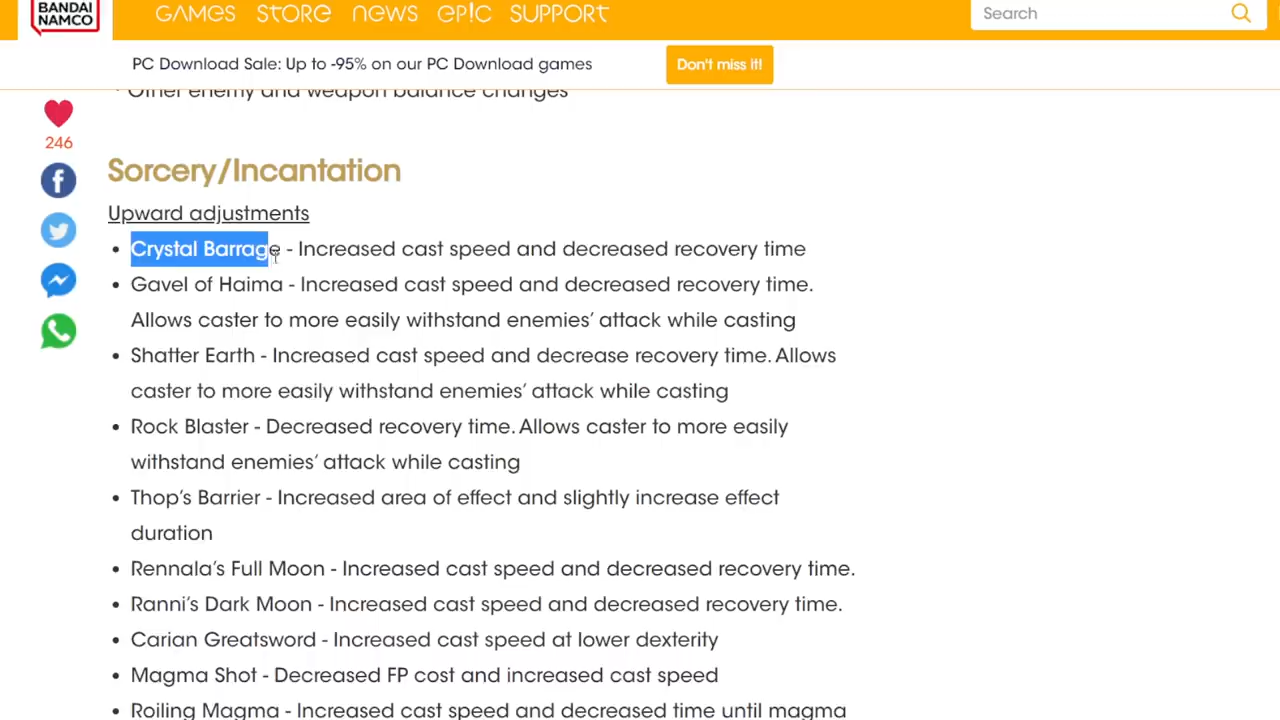 BANDAI
NAMCO
GAMES STORE NEWS EP!C SUPPORT
Search
PC Download Sale: Up to -95% on our PC Download games
Don't miss it!
• Other enemy and weapon balance changes
246
Sorcery/Incantation
Upward adjustments
• Crystal Barrage - Increased cast speed and decreased recovery time
• Gavel of Haima - Increased cast speed and decreased recovery time.
Allows caster to more easily withstand enemies’ attack while casting
• Shatter Earth - Increased cast speed and decrease recovery time. Allows
caster to more easily withstand enemies’ attack while casting
• Rock Blaster - Decreased recovery time. Allows caster to more easily
withstand enemies’ attack while casting
• Thop’s Barrier - Increased area of effect and slightly increase effect
duration
• Rennala’s Full Moon - Increased cast speed and decreased recovery time.
• Ranni’s Dark Moon - Increased cast speed and decreased recovery time.
• Carian Greatsword - Increased cast speed at lower dexterity
• Magma Shot - Decreased FP cost and increased cast speed
• Roiling Magma - Increased cast speed and decreased time until magma